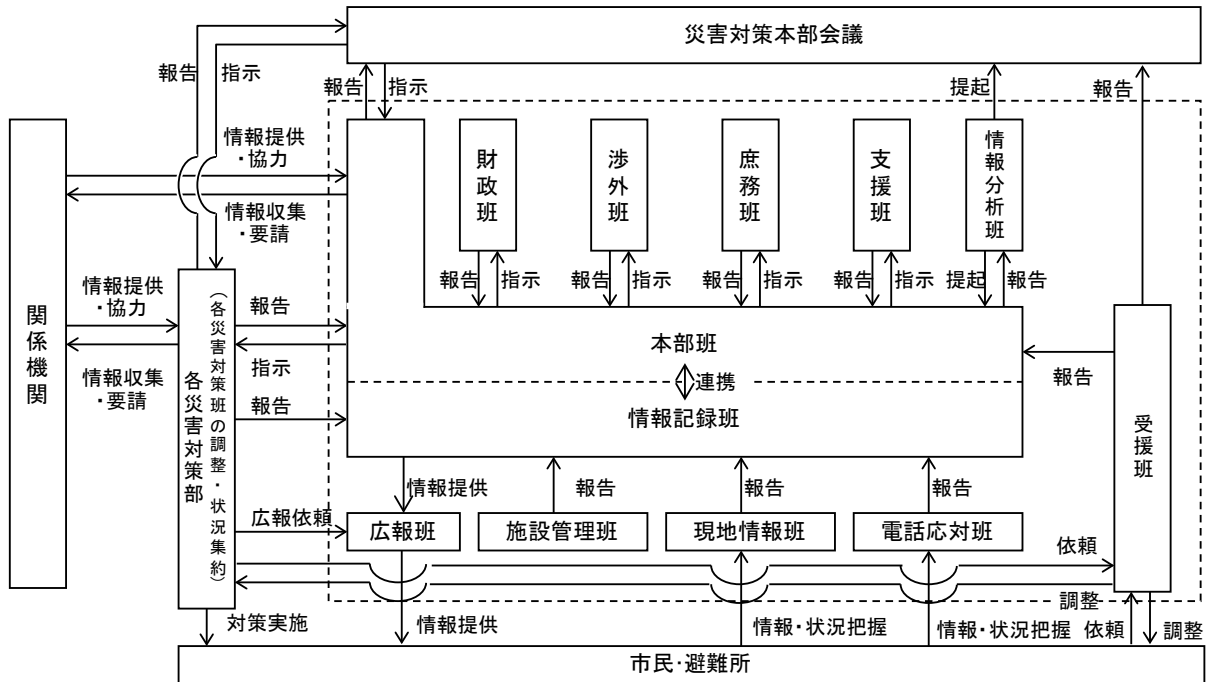 災害対策本部会議
報告
指示
報告
指示
提起
報告
情報提供
・協力
情報収集
・要請
財政班
渉外班
庶務班
支援班
情報分析班
報告
指示
報告
指示
報告
指示
報告
指示
提起
報告
関係機関
情報提供
・協力
情報収集
・要請
各災害対策部
(各災害対策班の調整・状況集約)
報告
指示
報告
本部班
連携
情報記録班
報告
受援班
情報提供
報告
報告
報告
広報依頼
広報班
施設管理班
現地情報班
電話応対班
依頼
調整
対策実施
情報提供
情報・状況把握
情報・状況把握
依頼
調整
市民・避難所